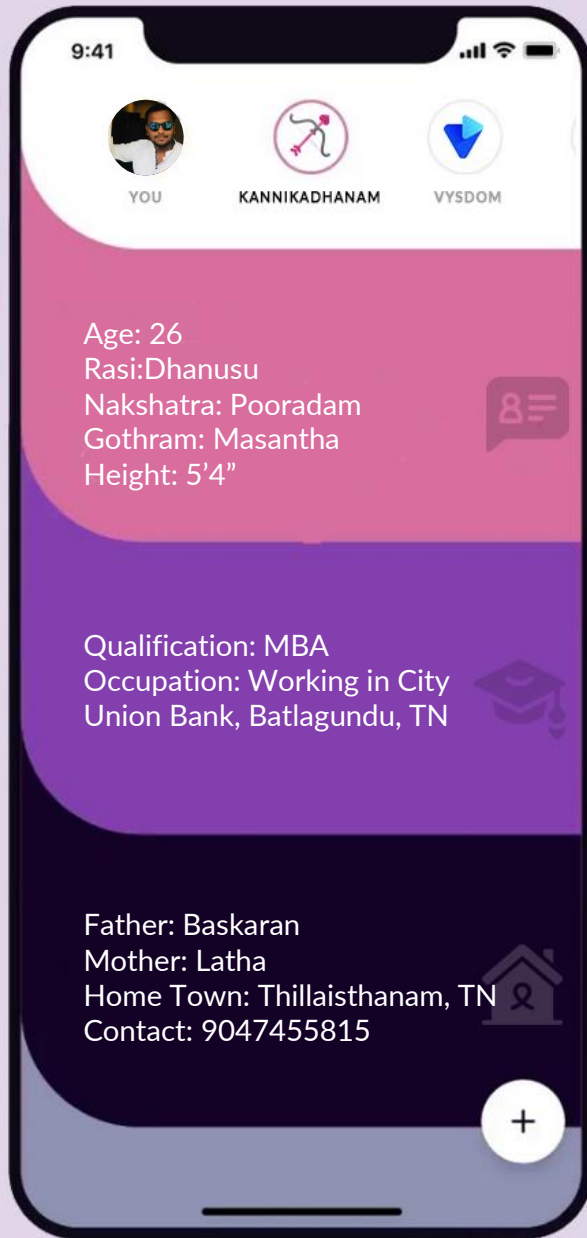 9:41
YOU
KANNIKADHANAM
VYSDOM
Age: 26
Rasi:Dhanusu
Nakshatra: Pooradam
Gothram: Masantha
Height: 5’4”
Qualification: MBA
Occupation: Working in City
Union Bank, Batlagundu, TN
Father: Baskaran
Mother: Latha
Home Town: Thillaisthanam, TN
Contact: 9047455815
+